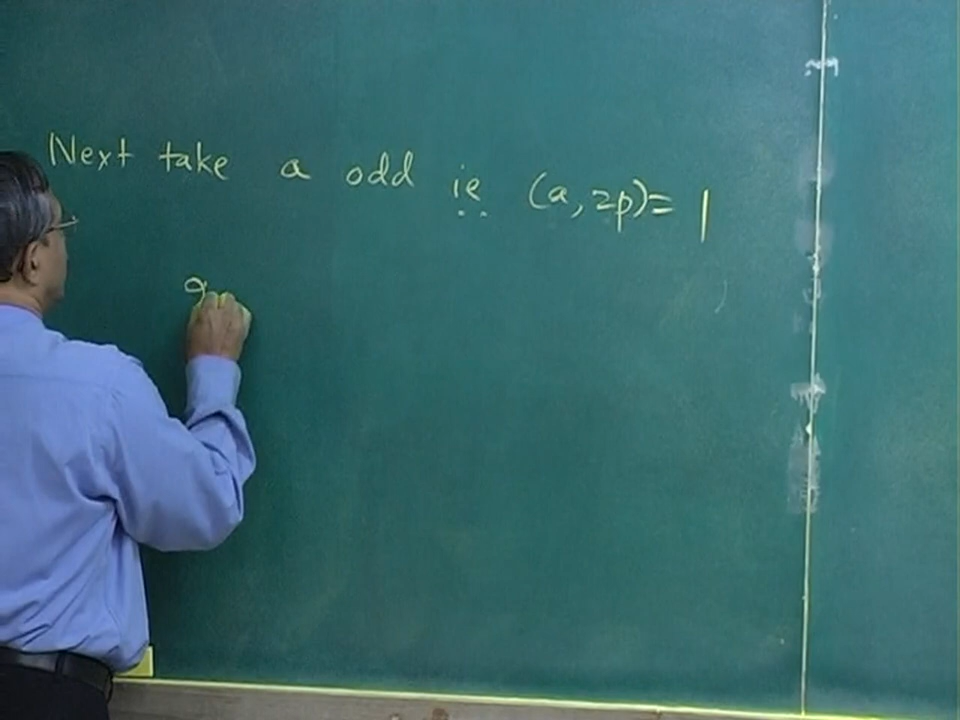 Next take a odd ie (a, 2p) = 1